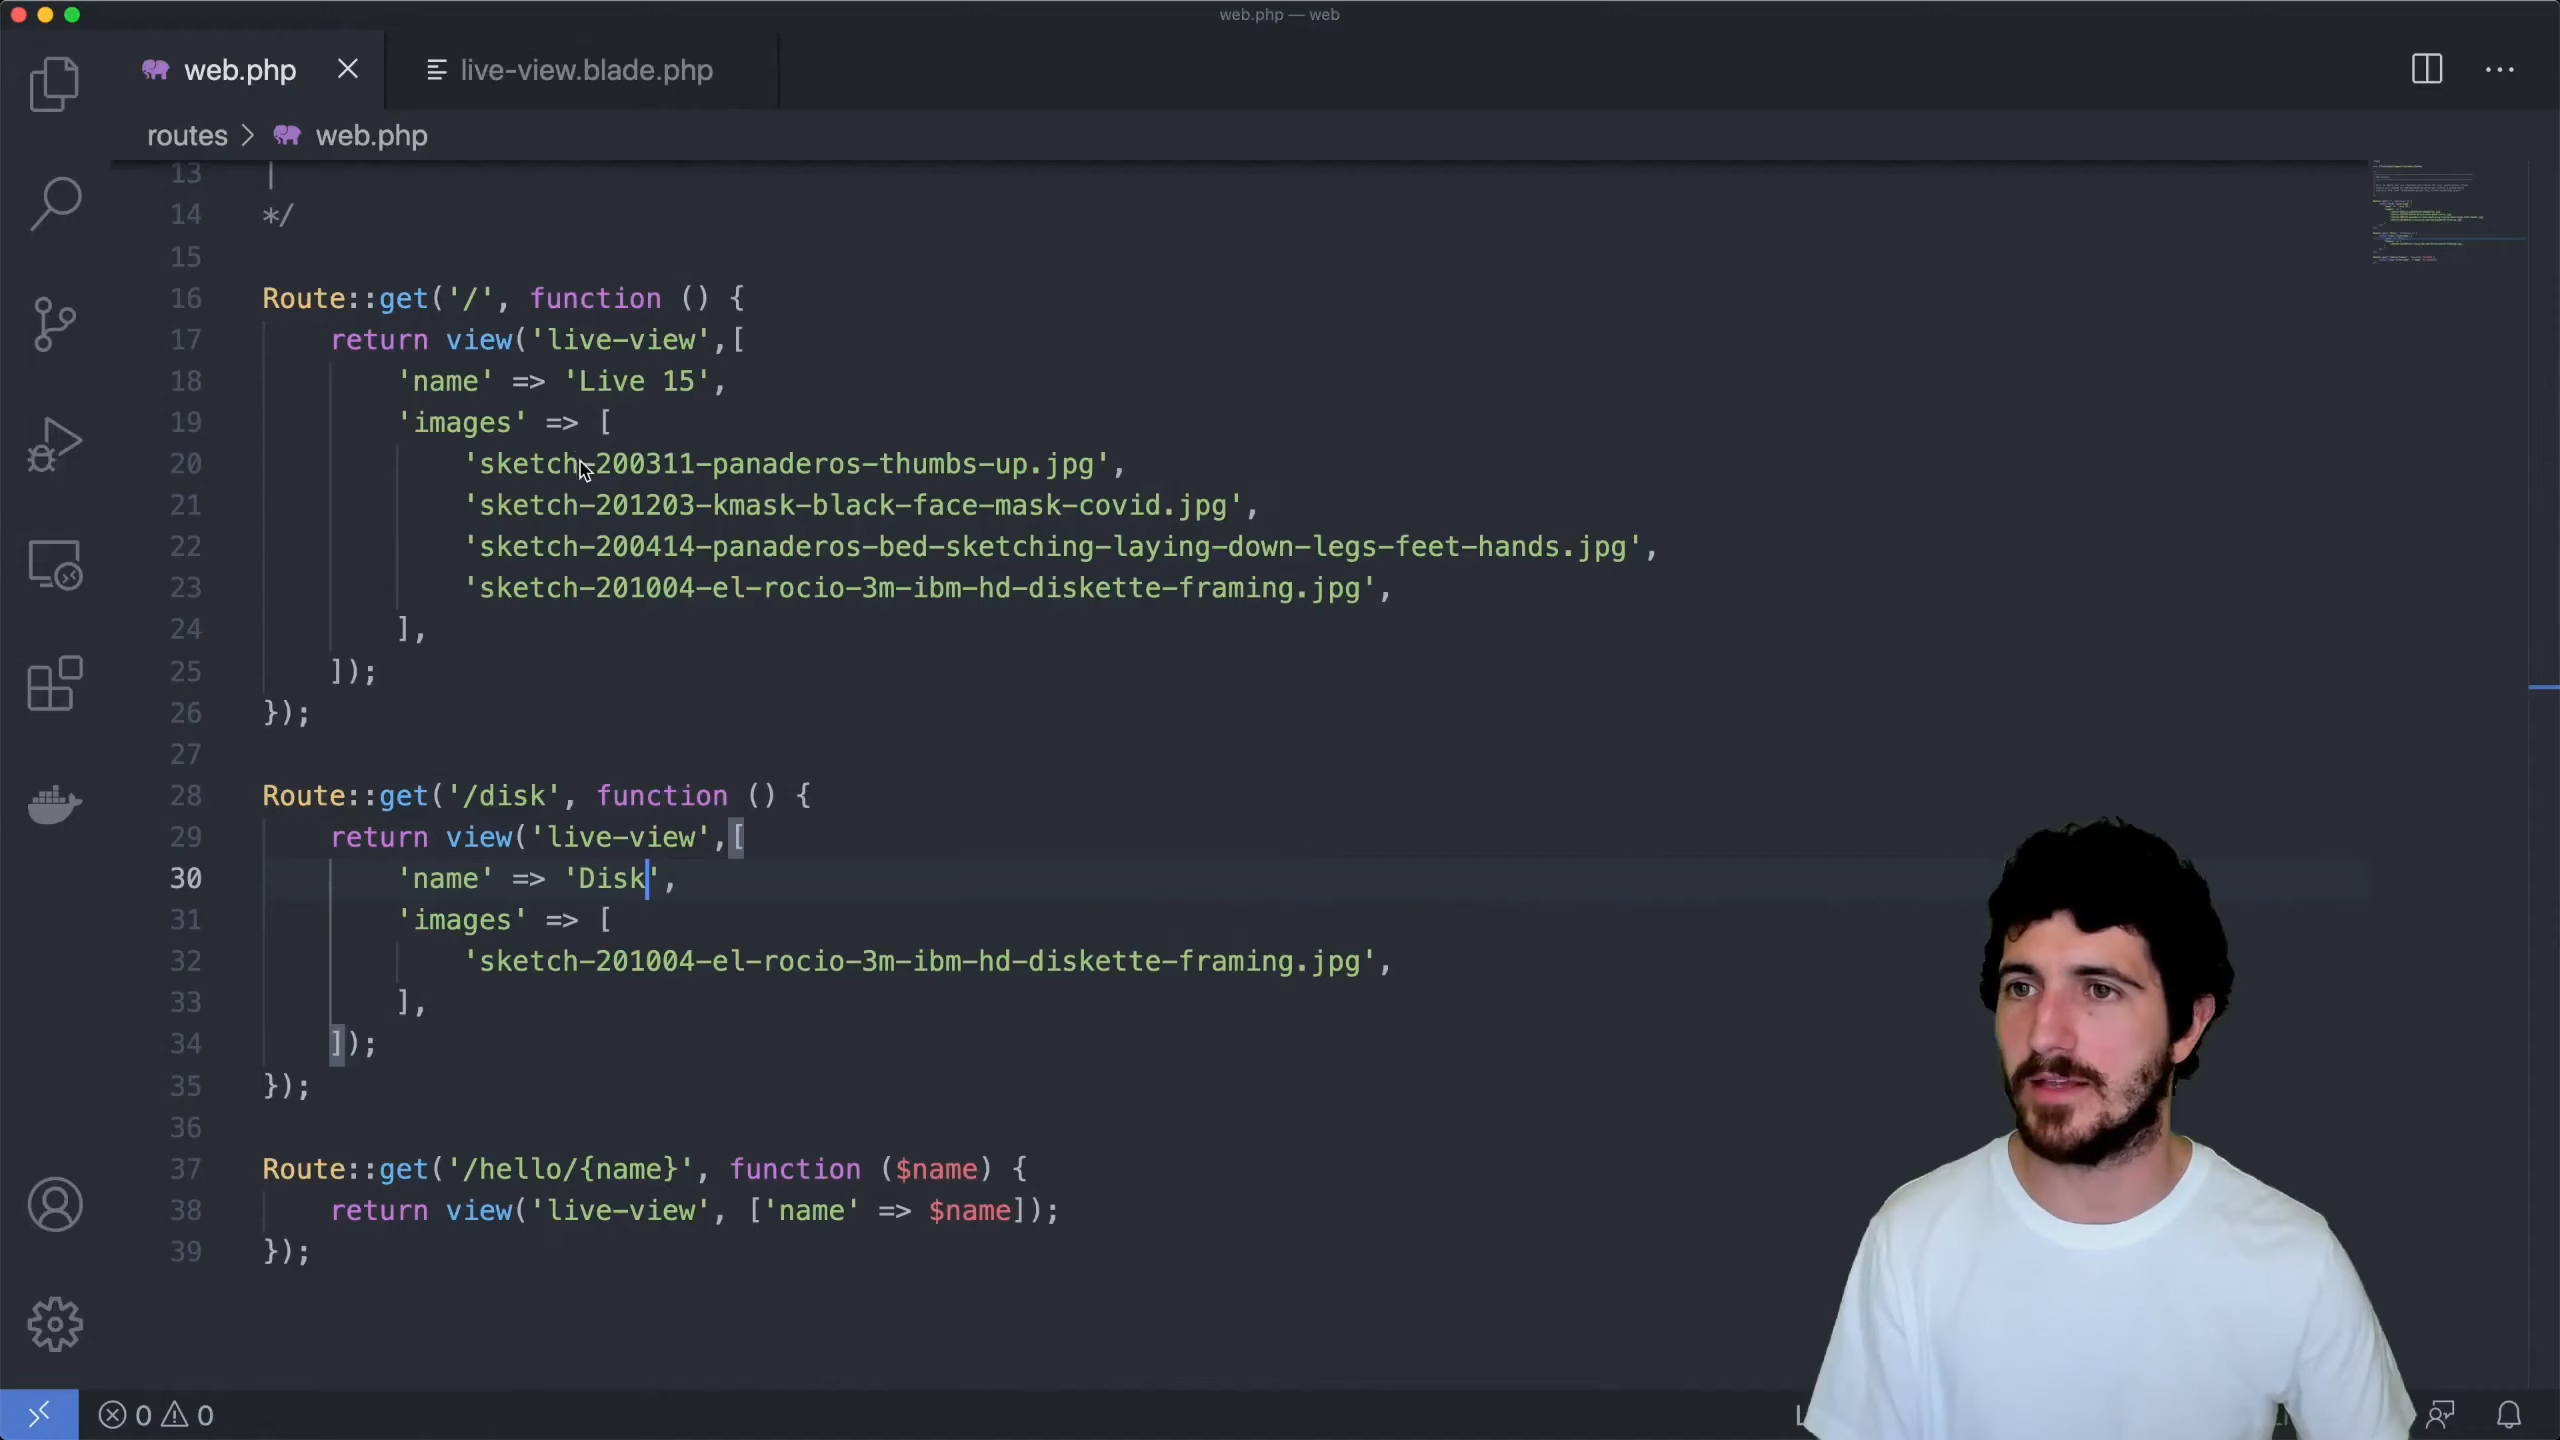 web.php — web
web.php
live-view.blade.php
routes > web.php
13 |
14 */
15
16 Route::get('/', function () {
17 return view('live-view',[
18 'name' => 'Live 15',
19 'images' => [
20 'sketch-200311-panaderos-thumbs-up.jpg',
21 'sketch-201203-kmask-black-face-mask-covid.jpg',
22 'sketch-200414-panaderos-bed-sketching-laying-down-legs-feet-hands.jpg',
23 'sketch-201004-el-rocio-3m-ibm-hd-diskette-framing.jpg',
24 ],
25 ]);
26 });
27
28 Route::get('/disk', function () {
29 return view('live-view',[
30 'name' => 'Disk',
31 'images' => [
32 'sketch-201004-el-rocio-3m-ibm-hd-diskette-framing.jpg',
33 ],
34 ]);
35 });
36
37 Route::get('/hello/{name}', function ($name) {
38 return view('live-view', ['name' => $name]);
39 });
0 0